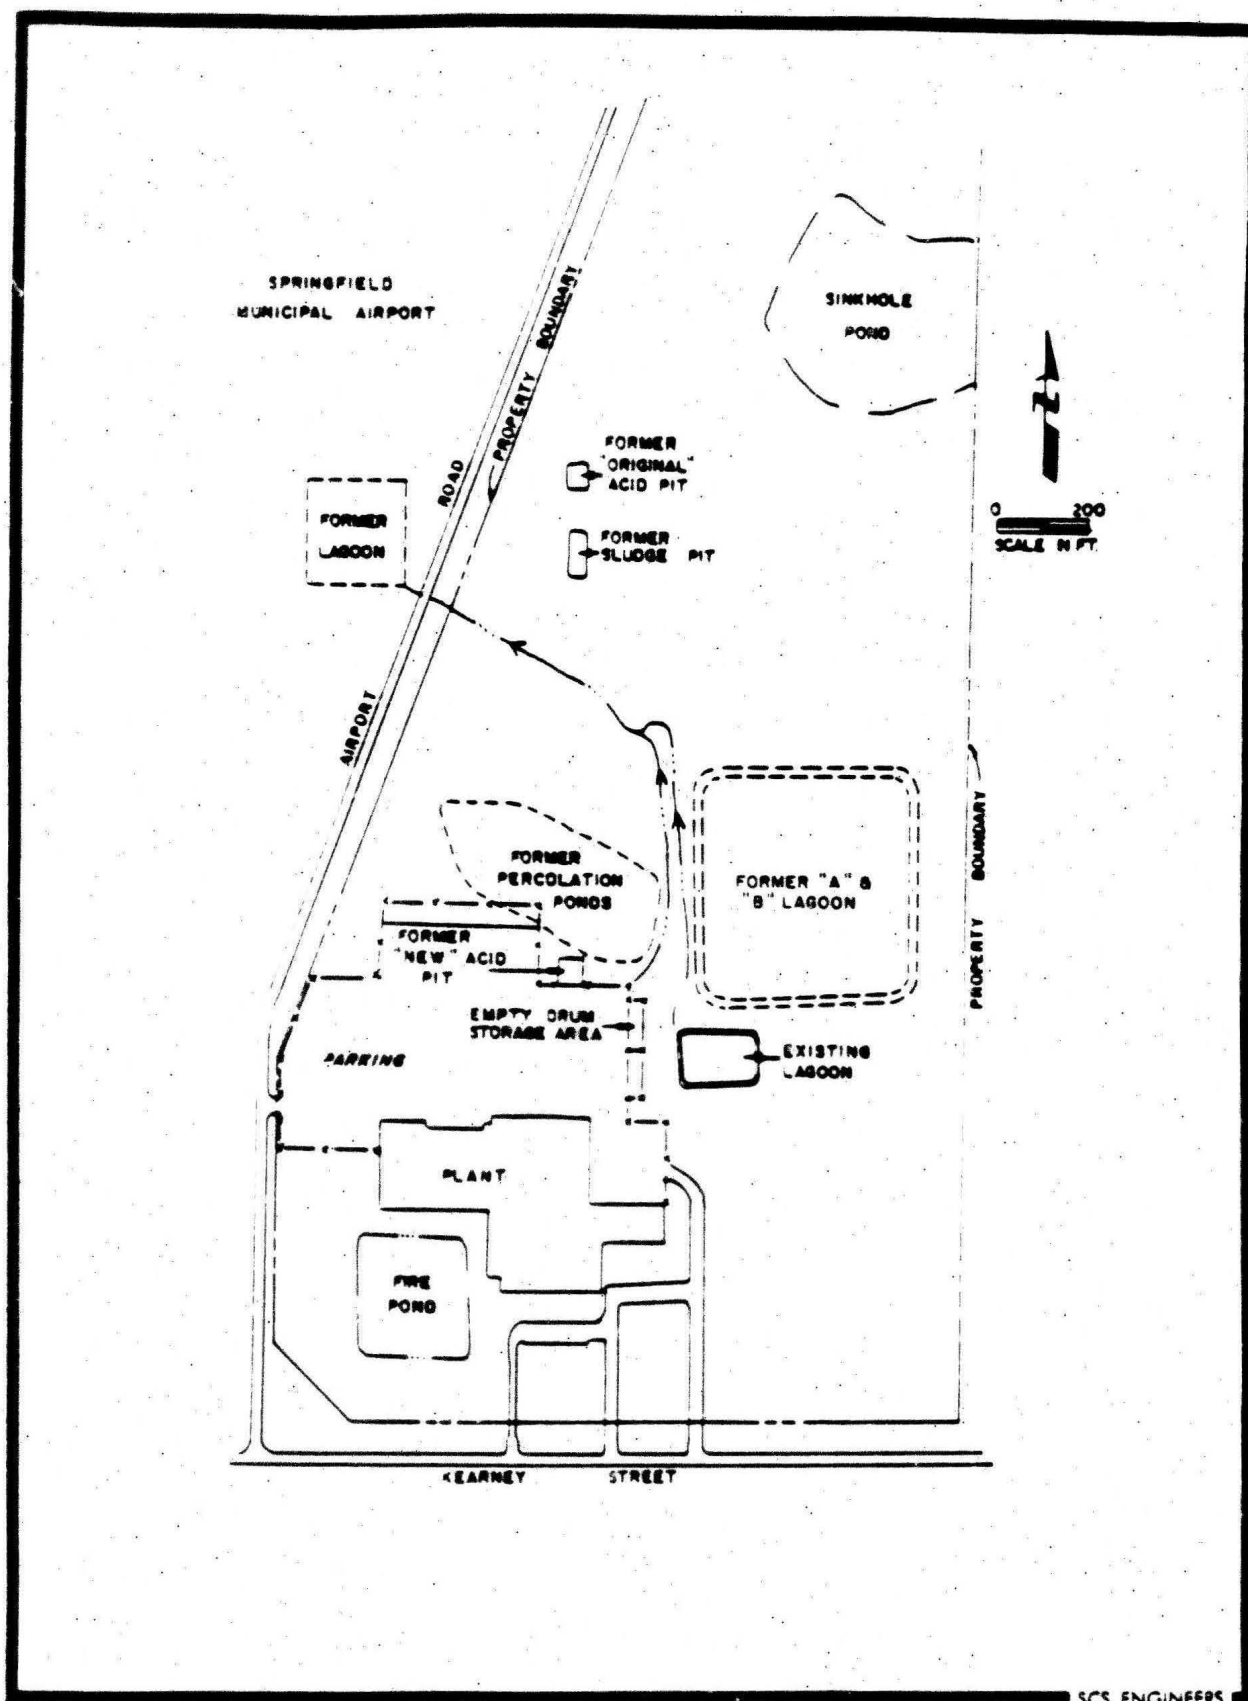 SPRINGFIELD
MUNICIPAL AIRPORT
PROPERTY BOUNDARY
SINKHOLE
POND
FORMER
"ORIGINAL"
ACID PIT
N
0 200
SCALE IN FT.
AIRPORT ROAD
FORMER
LAGOON
FORMER
SLUDGE PIT
FORMER
PERCOLATION
PONDS
FORMER "A" &
"B" LAGOON
PROPERTY BOUNDARY
FORMER
"NEW" ACID
PIT
EMPTY DRUM
STORAGE AREA
PARKING
EXISTING
LAGOON
PLANT
FIRE
POND
KEARNEY STREET
SCS ENGINEERS